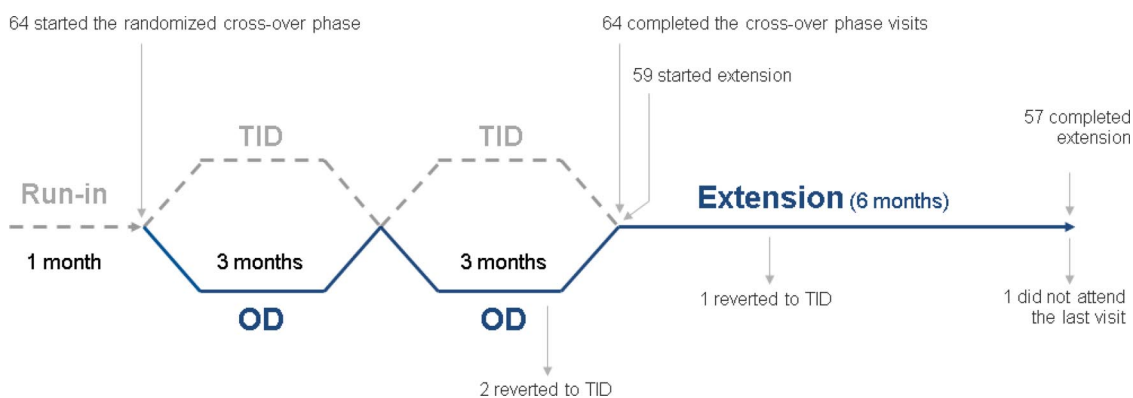 64 started the randomized cross-over phase
64 completed the cross-over phase visits
59 started extension
57 completed
extension
TID
TID
Run-in
Extension (6 months)
1 month
3 months
3 months
OD
OD
1 reverted to TID
1 did not attend
the last visit
2 reverted to TID